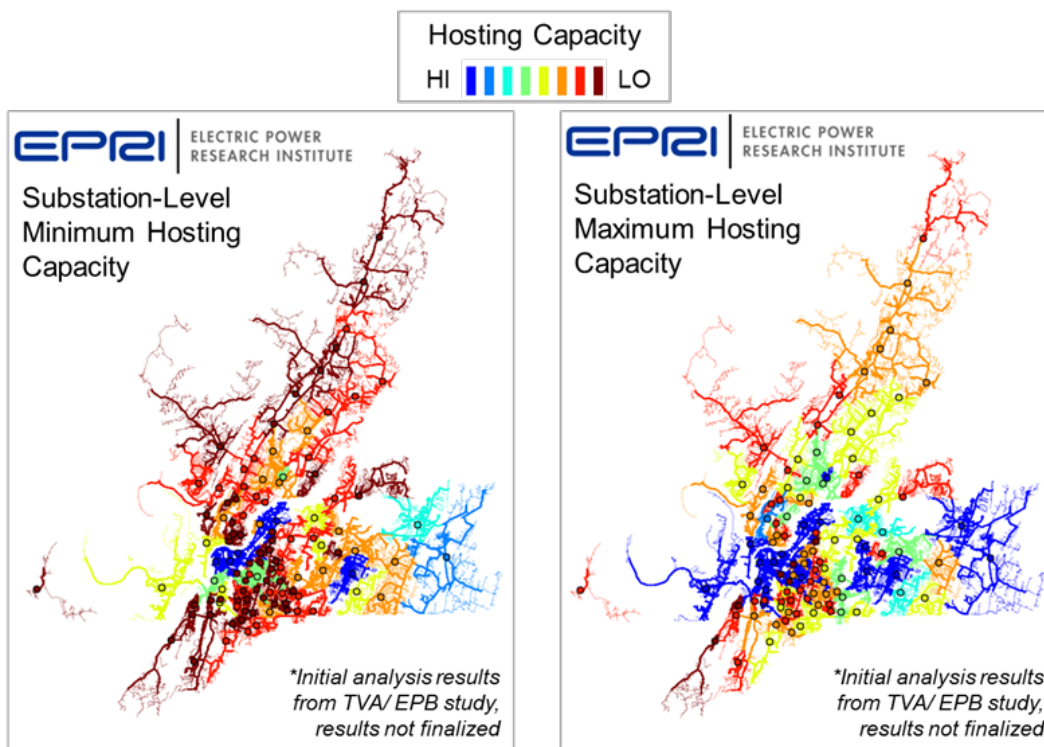 Hosting Capacity
HI LO
EPRI ELECTRIC POWER
RESEARCH INSTITUTE
Substation-Level
Minimum Hosting
Capacity
*Initial analysis results
from TVA/ EPB study,
results not finalized
EPRI ELECTRIC POWER
RESEARCH INSTITUTE
Substation-Level
Maximum Hosting
Capacity
*Initial analysis results
from TVA/ EPB study,
results not finalized